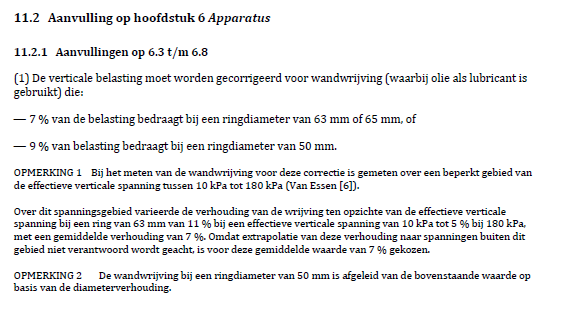 11.2 Aanvulling op hoofdstuk 6 Apparatus
11.2.1 Aanvullingen op 6.3 t/m 6.8
(1) De verticale belasting moet worden gecorrigeerd voor wandwrijving (waarbij olie als lubricant is
gebruikt) die:
— 7 % van de belasting bedraagt bij een ringdiameter van 63 mm of 65 mm, of
— 9 % van belasting bedraagt bij een ringdiameter van 50 mm.
OPMERKING 1 Bij het meten van de wandwrijving voor deze correctie is gemeten over een beperkt gebied van
de effectieve verticale spanning tussen 10 kPa tot 180 kPa (Van Essen [6]).
Over dit spanningsgebied varieerde de verhouding van de wrijving ten opzichte van de effectieve verticale
spanning bij een ring van 63 mm van 11 % bij een effectieve verticale spanning van 10 kPa tot 5 % bij 180 kPa,
met een gemiddelde verhouding van 7 %. Omdat extrapolatie van deze verhouding naar spanningen buiten dit
gebied niet verantwoord wordt geacht, is voor deze gemiddelde waarde van 7 % gekozen.
OPMERKING 2 De wandwrijving bij een ringdiameter van 50 mm is afgeleid van de bovenstaande waarde op
basis van de diameterverhouding.